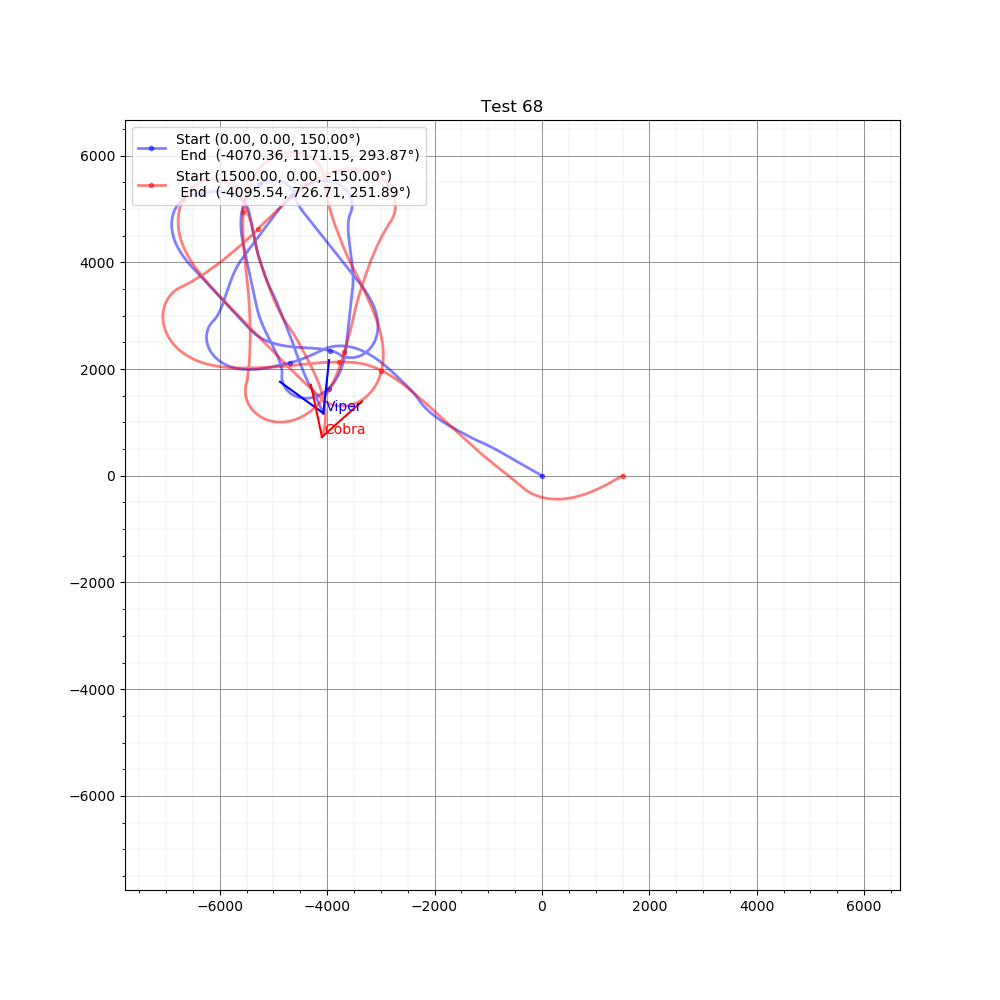 Test 68
Start (0.00, 0.00, 150.00°)
End (-4070.36, 1171.15, 293.87°)
Start (1500.00, 0.00, -150.00°)
End (-4095.54, 726.71, 251.89°)
6000
4000
2000
0
−2000
−4000
−6000
Viper
Cobra
−6000 −4000 −2000 0 2000 4000 6000